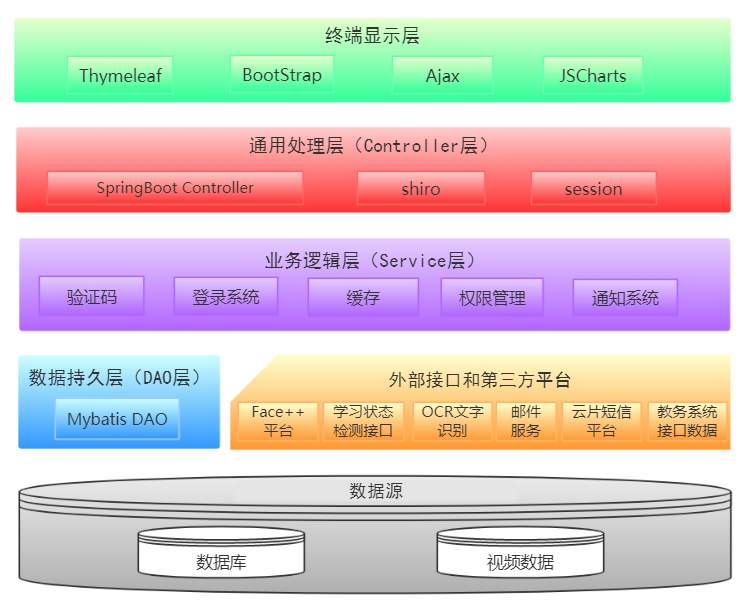 终端显示层
Thymeleaf BootStrap Ajax JSCharts
通用处理层（Controller层）
SpringBoot Controller shiro session
业务逻辑层（Service层）
验证码 登录系统 缓存 权限管理 通知系统
数据持久层（DAO层）
Mybatis DAO
外部接口和第三方平台
Face++
平台
学习状态
检测接口
OCR文字
识别
邮件
服务
云片短信
平台
教务系统
接口数据
数据源
数据库 视频数据